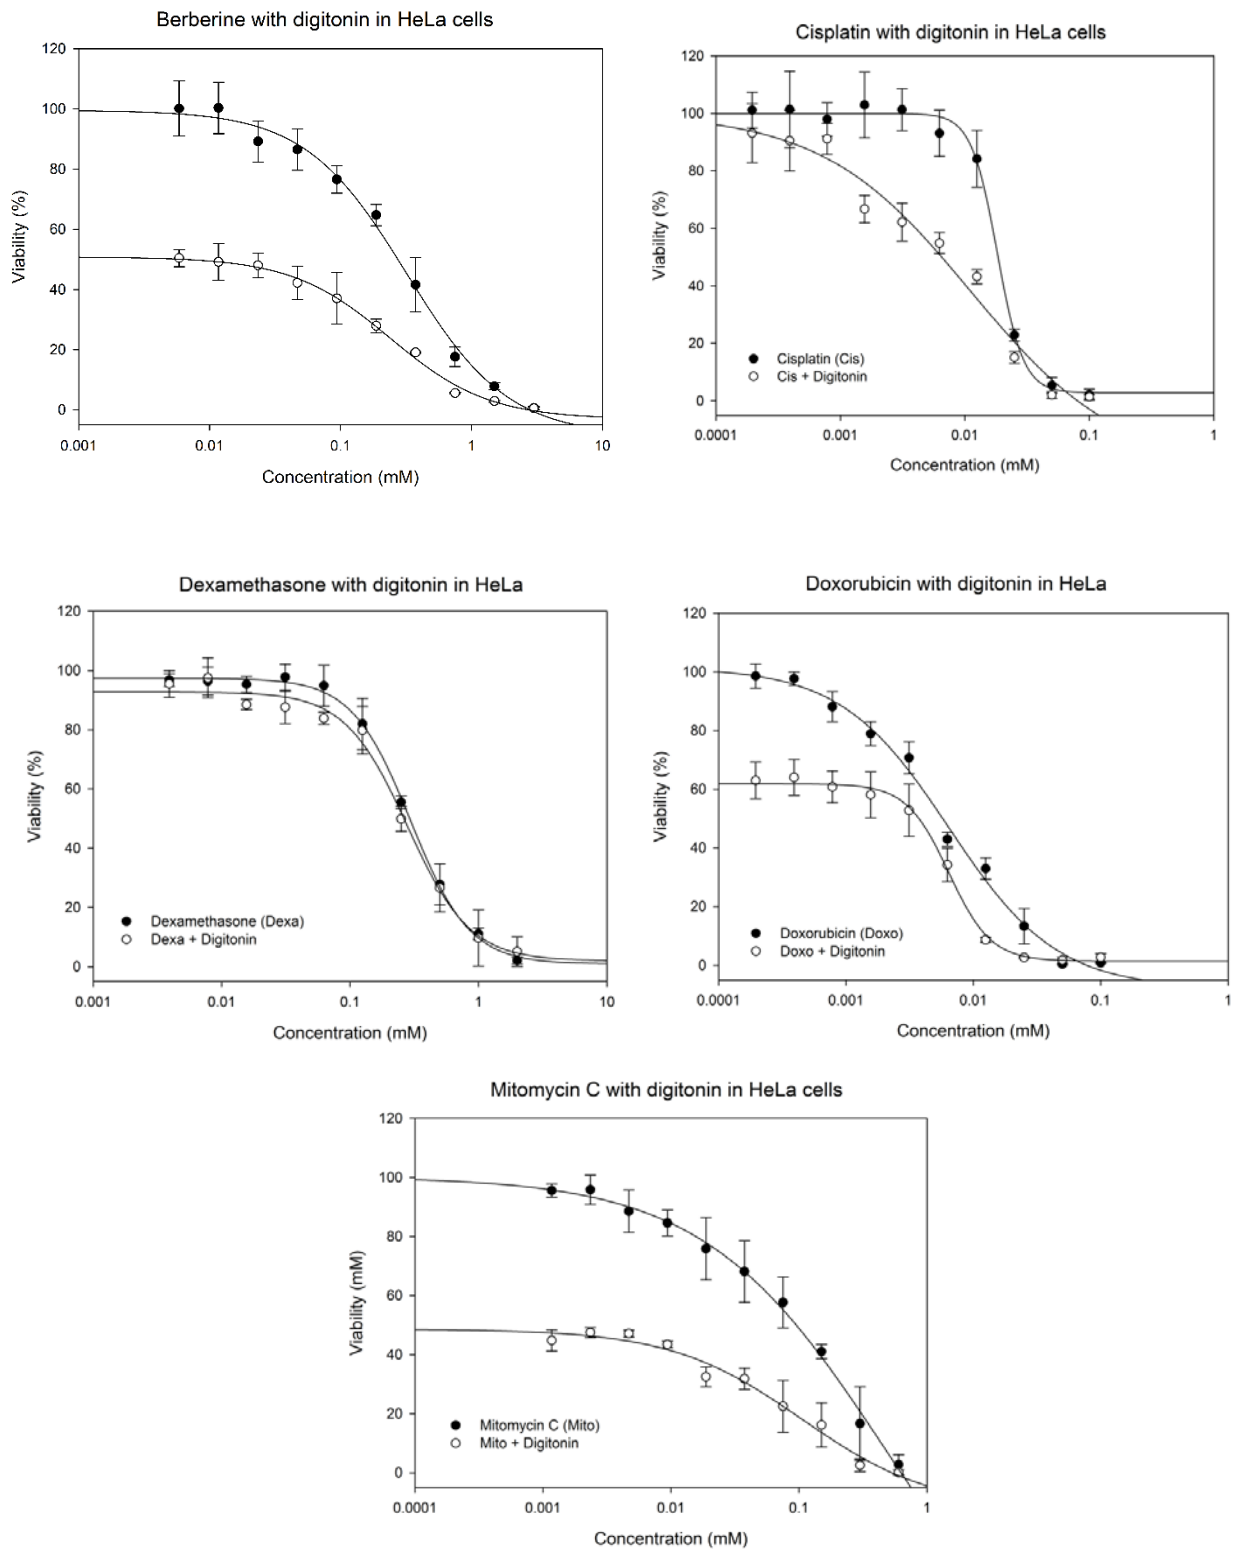 Berberine with digitonin in HeLa cells
120
100
80
60
40
20
0
Viability (%)
0.001
0.01
0.1
1
10
Concentration (mM)
Cisplatin with digitonin in HeLa cells
120
100
80
60
40
20
0
Viability (%)
Cisplatin (Cis)
Cis + Digitonin
0.0001
0.001
0.01
0.1
1
Concentration (mM)
Dexamethasone with digitonin in HeLa
120
100
80
60
40
20
0
Viability (%)
Dexamethasone (Dexa)
Dexa + Digitonin
0.001
0.01
0.1
1
10
Concentration (mM)
Doxorubicin with digitonin in HeLa
120
100
80
60
40
20
0
Viability (%)
Doxorubicin (Doxo)
Doxo + Digitonin
0.0001
0.001
0.01
0.1
1
Concentration (mM)
Mitomycin C with digitonin in HeLa cells
120
100
80
60
40
20
0
Viability (mM)
Mitomycin C (Mito)
Mito + Digitonin
0.0001
0.001
0.01
0.1
1
Concentration (mM)